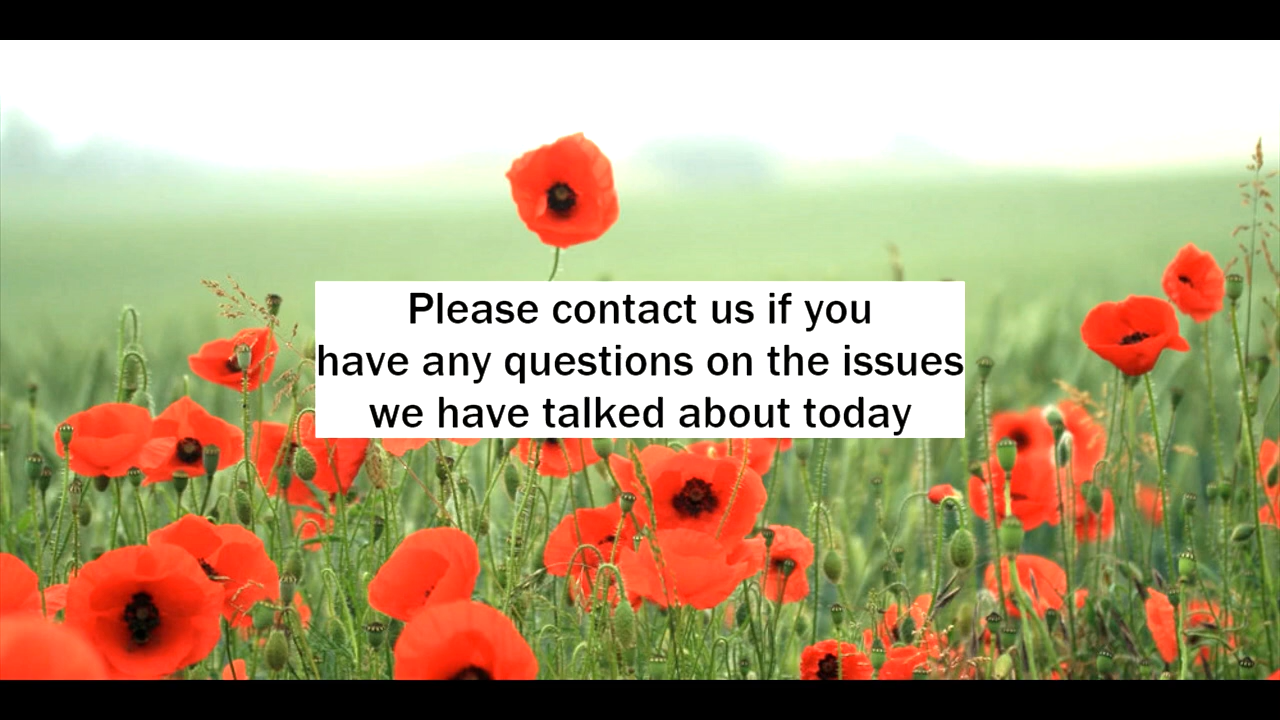 Please contact us if you
have any questions on the issues
we have talked about today